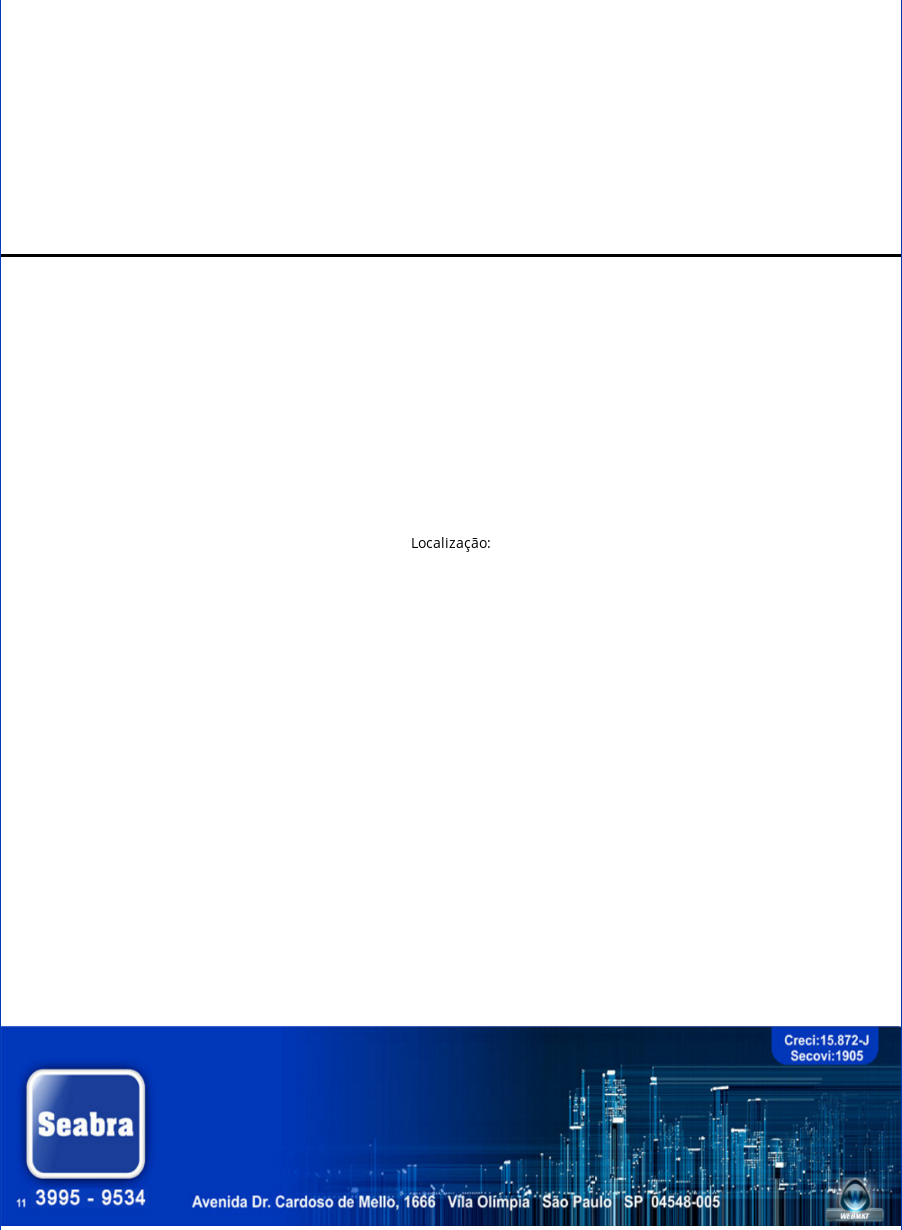 Localização:
Creci:15.872-J
Secovi:1905
Seabra
11 3995 - 9534
Avenida Dr. Cardoso de Mello, 1666 Vila Olímpia São Paulo SP 04548-005
WEBMKT